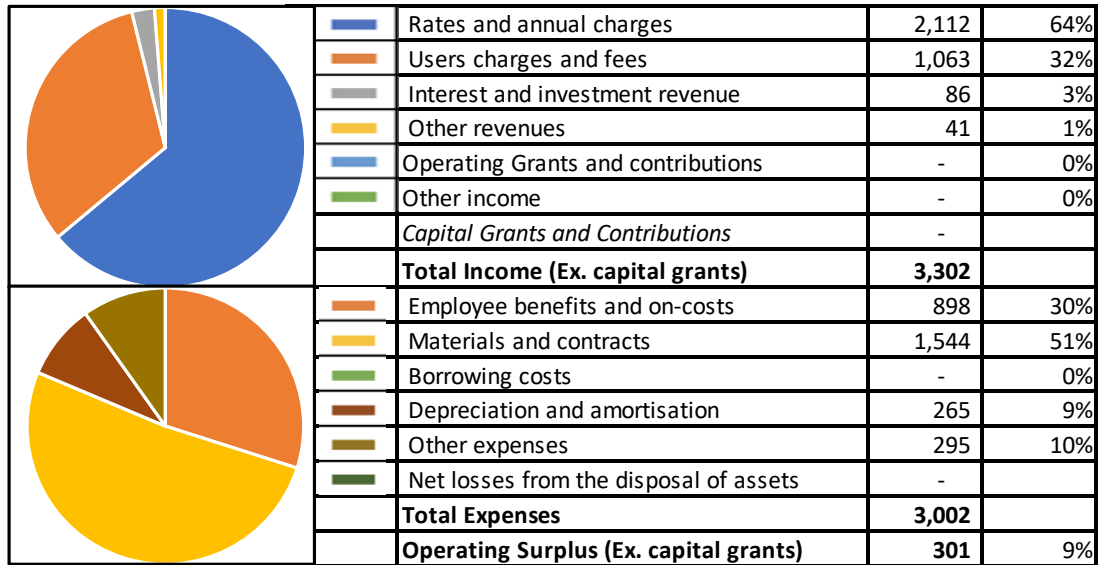 Rates and annual charges 2,112 64%
Users charges and fees 1,063 32%
Interest and investment revenue 86 3%
Other revenues 41 1%
Operating Grants and contributions - 0%
Other income - 0%
Capital Grants and Contributions -
Total Income (Ex. capital grants) 3,302
Employee benefits and on-costs 898 30%
Materials and contracts 1,544 51%
Borrowing costs - 0%
Depreciation and amortisation 265 9%
Other expenses 295 10%
Net losses from the disposal of assets -
Total Expenses 3,002
Operating Surplus (Ex. capital grants) 301 9%